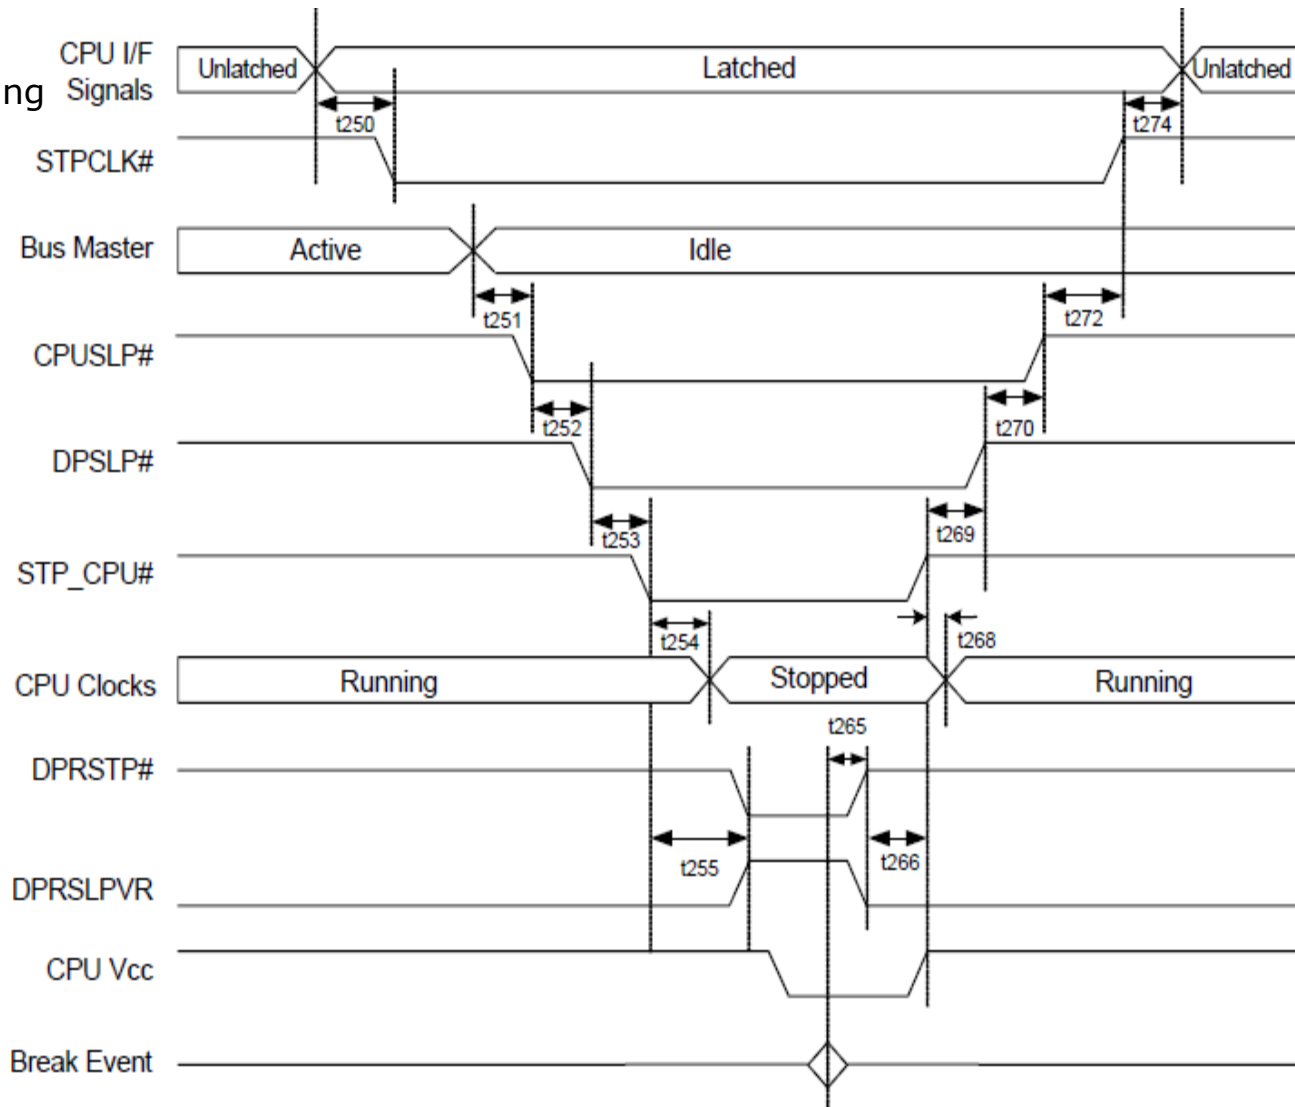 CPU I/F
Signals
ng
Unlatched
Latched
Unlatched
t250
t274
STPCLK#
Bus Master
Active
Idle
t251
t272
CPUSLP#
t252
t270
DPSLP#
t253
t269
STP_CPU#
t254
t268
CPU Clocks
Running
Stopped
Running
t265
DPRSTP#
t255
t266
DPRSLPVR
CPU Vcc
Break Event